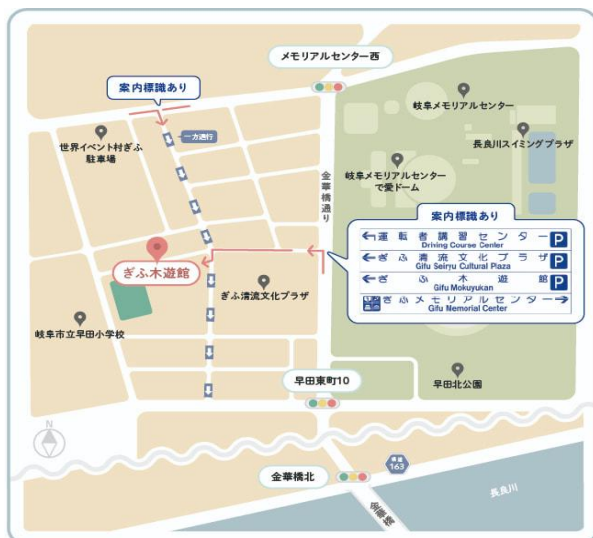 メモリアルセンター西
案内標識あり
一方通行
世界イベント村ぎふ
駐車場
岐阜メモリアルセンター
長良川スイミングプラザ
岐阜メモリアルセンター
で愛ドーム
金華橋通り
案内標識あり
運転者講習センター P
Driving Course Center
ぎふ清流文化プラザ P
Gifu Seiryu Cultural Plaza
ぎふ木遊館 P
Gifu Mokuyukan
ぎふメモリアルセンター
Gifu Nemorial Center
ぎふ木遊館
ぎふ清流文化プラザ
岐阜市立早田小学校
早田東町10
早田北公園
N
163
金華橋北
長良川
金華橋